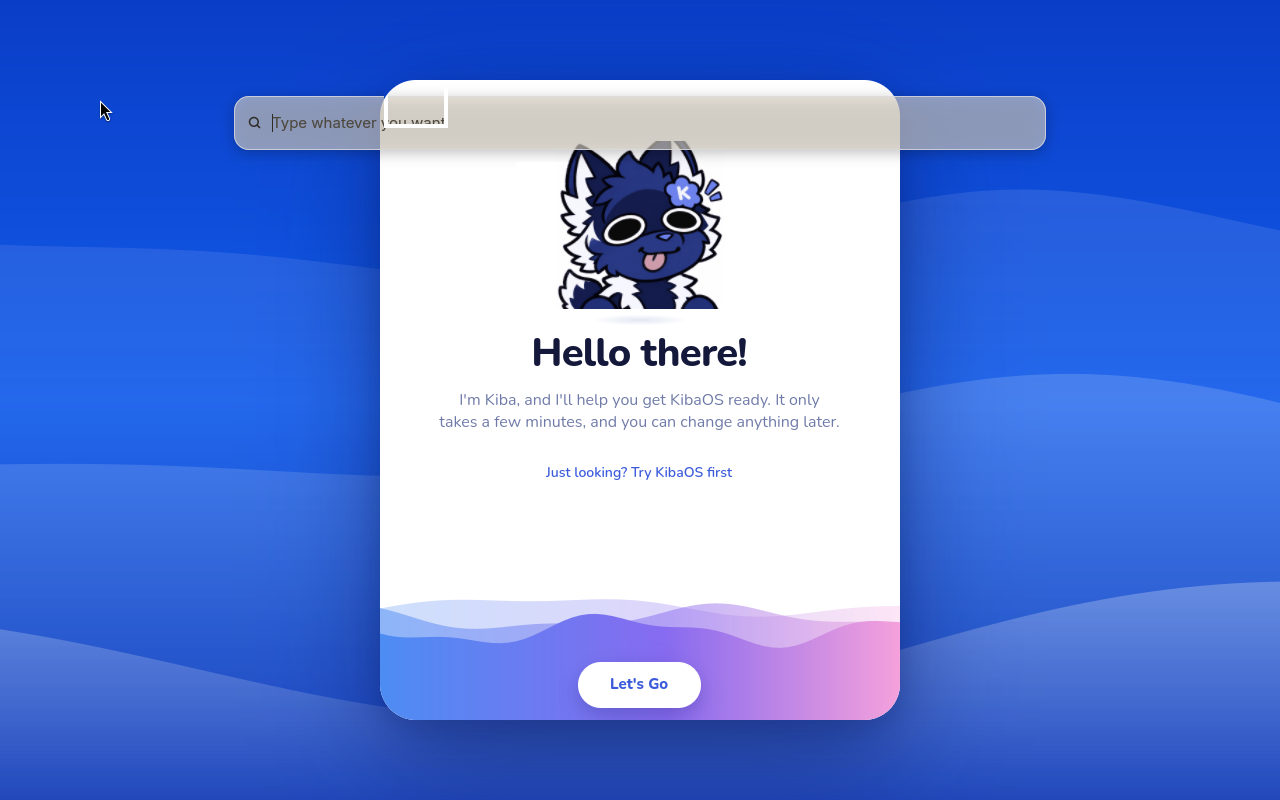 Type whatever you want
K
Hello there!
I'm Kiba, and I'll help you get KibaOS ready. It only
takes a few minutes, and you can change anything later.
Just looking? Try KibaOS first
Let's Go